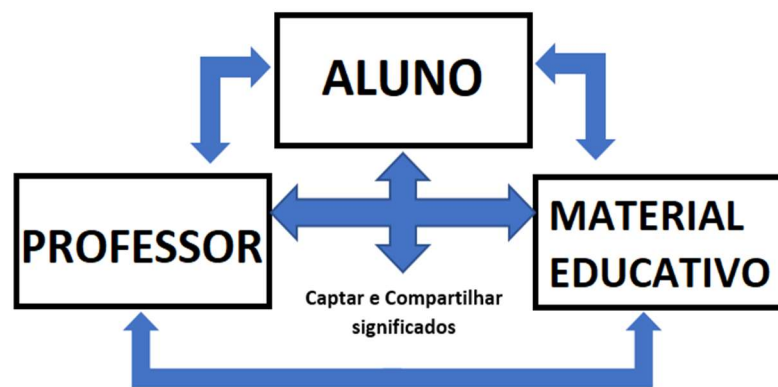 ALUNO
PROFESSOR
MATERIAL
EDUCATIVO
Captar e Compartilhar
significados